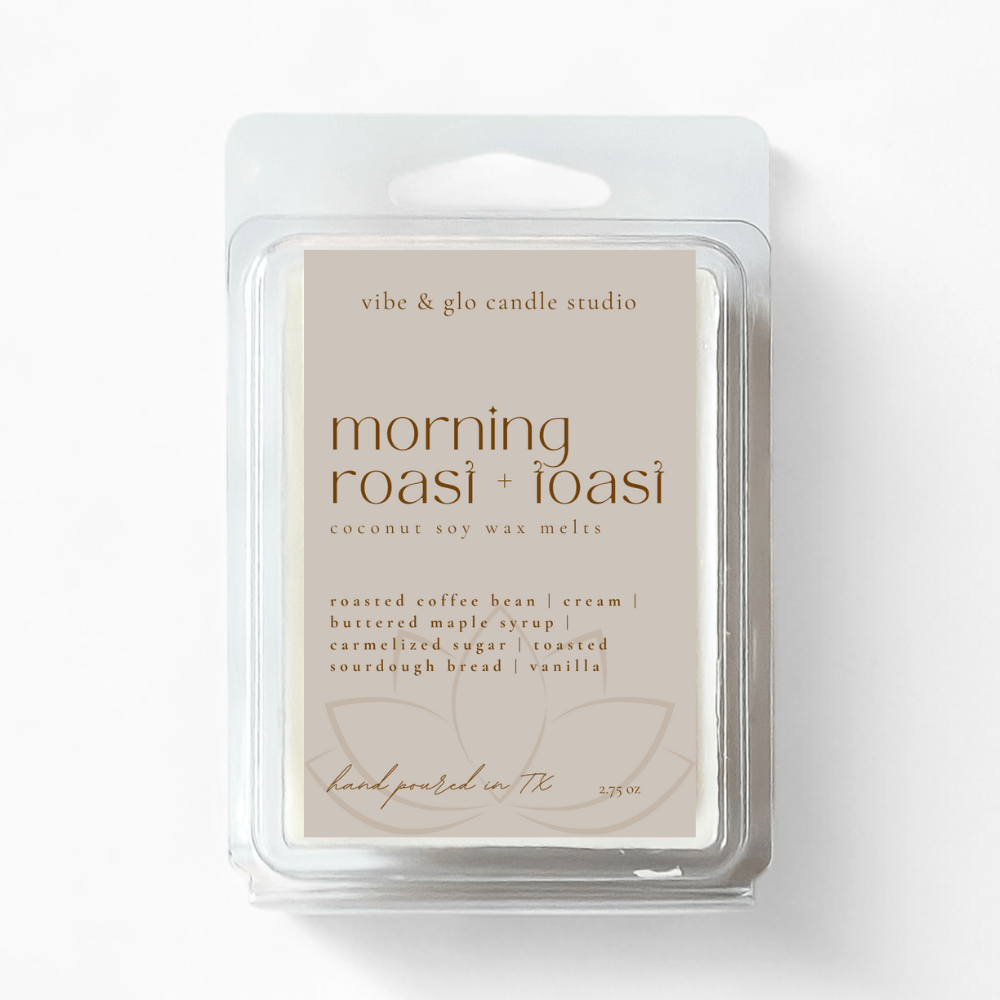 vibe & glo candle studio
morning
roast + toast
coconut soy wax melts
roasted coffee bean | cream |
buttered maple syrup |
carmelized sugar | toasted
sourdough bread | vanilla
hand poured in TX
2.75 oz